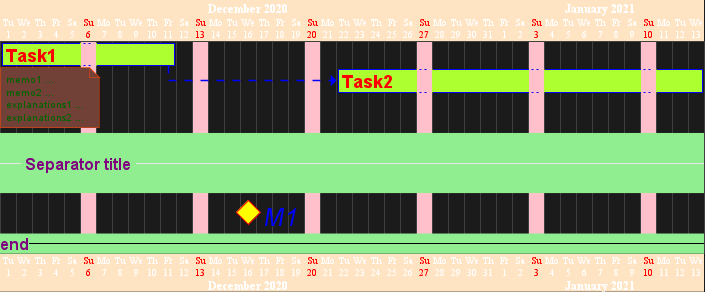 December 2020 January 2021
Tu We Th Fr Sa Su Mo Tu We Th Fr Sa Su Mo Tu We Th Fr Sa Su Mo Tu We Th Fr Sa Su Mo Tu We Th Fr Sa Su Mo Tu We Th Fr Sa Su Mo Tu We
1 2 3 4 5 6 7 8 9 10 11 12 13 14 15 16 17 18 19 20 21 22 23 24 25 26 27 28 29 30 31 1 2 3 4 5 6 7 8 9 10 11 12 13
Task1
Task2
memo1 ...
memo2 ...
explanations1 ...
explanations2 ...
Separator title
M1
end
Tu We Th Fr Sa Su Mo Tu We Th Fr Sa Su Mo Tu We Th Fr Sa Su Mo Tu We Th Fr Sa Su Mo Tu We Th Fr Sa Su Mo Tu We Th Fr Sa Su Mo Tu We
1 2 3 4 5 6 7 8 9 10 11 12 13 14 15 16 17 18 19 20 21 22 23 24 25 26 27 28 29 30 31 1 2 3 4 5 6 7 8 9 10 11 12 13
December 2020 January 2021